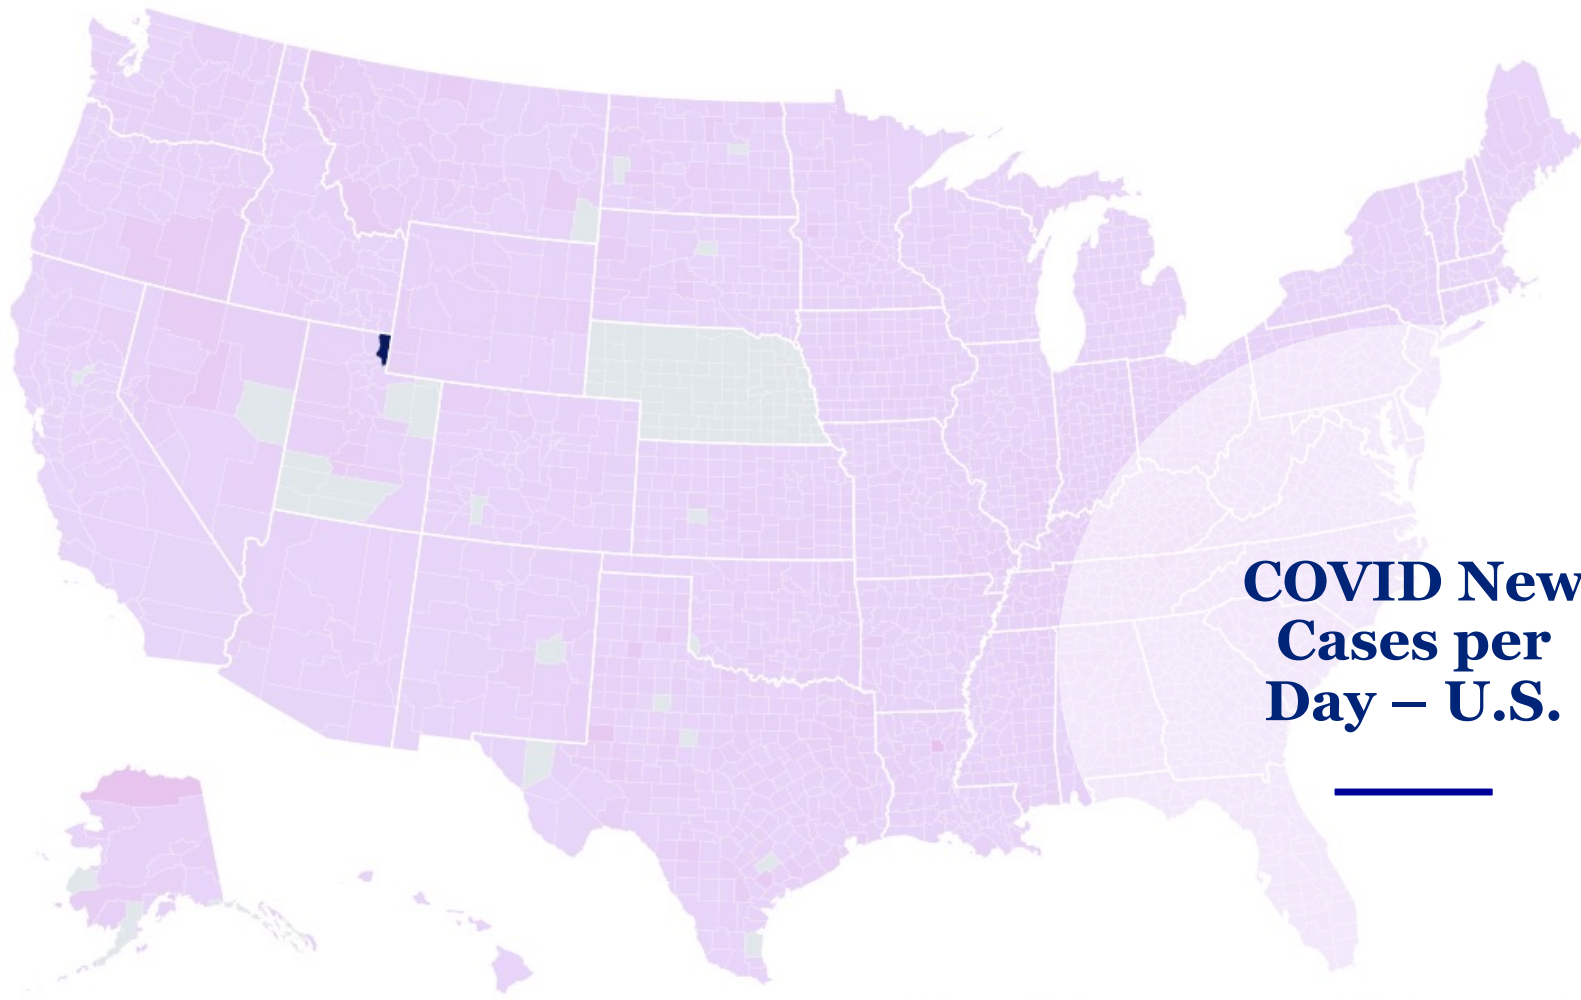 COVID New
Cases per
Day – U.S.